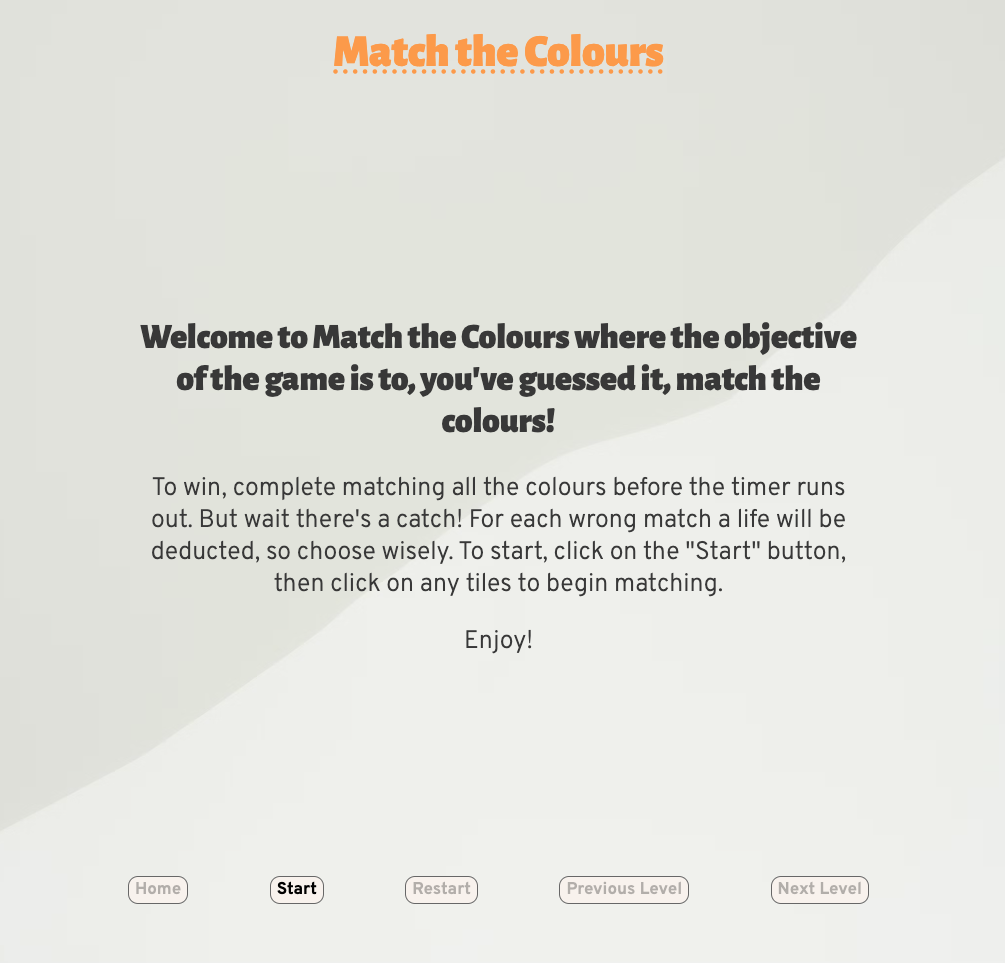 Match the Colours
Welcome to Match the Colours where the objective
of the game is to, you've guessed it, match the
colours!
To win, complete matching all the colours before the timer runs
out. But wait there's a catch! For each wrong match a life will be
deducted, so choose wisely. To start, click on the "Start" button,
then click on any tiles to begin matching.
Enjoy!
Home Start Restart Previous Level Next Level